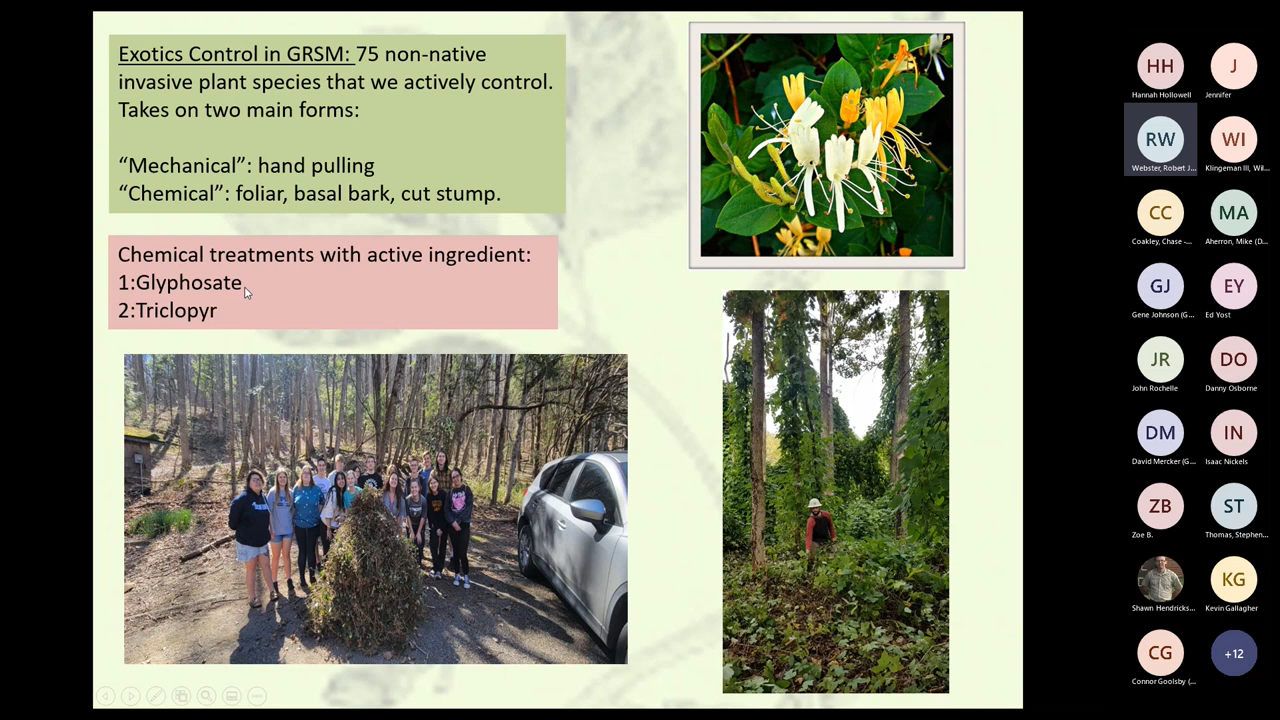 Exotics Control in GRSM: 75 non-native
invasive plant species that we actively control.
Takes on two main forms:
“Mechanical”: hand pulling
“Chemical”: foliar, basal bark, cut stump.
Chemical treatments with active ingredient:
1:Glyphosate
2:Triclopyr
HH
Hannah Hollowell
J
Jennifer
RW
Webster, Robert J...
WI
Klingeman III, Wil...
CC
Coakley, Chase -...
MA
Aherron, Mike (D...
GJ
Gene Johnson (G...
EY
Ed Yost
JR
John Rochelle
DO
Danny Osborne
DM
David Mercker (G...
IN
Isaac Nickels
ZB
Zoe B.
ST
Thomas, Stephen...
Shawn Hendricks...
KG
Kevin Gallagher
CG
Connor Goolsby (...
+12